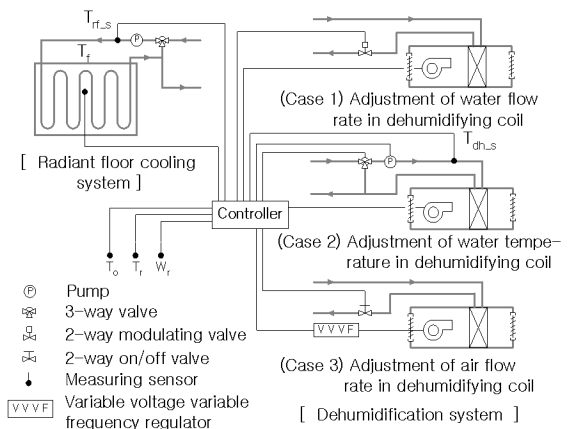 T_rf_s
P
T_f
[ Radiant floor cooling
system ]
(Case 1) Adjustment of water flow
rate in dehumidifying coil
T_dh_s
P
Controller
(Case 2) Adjustment of water tempe-
rature in dehumidifying coil
T_o T_r W_r
P Pump
3-way valve
2-way modulating valve
2-way on/off valve
Measuring sensor
VVVF Variable voltage variable
frequency regulator
VVVF
(Case 3) Adjustment of air flow
rate in dehumidifying coil
[ Dehumidification system ]